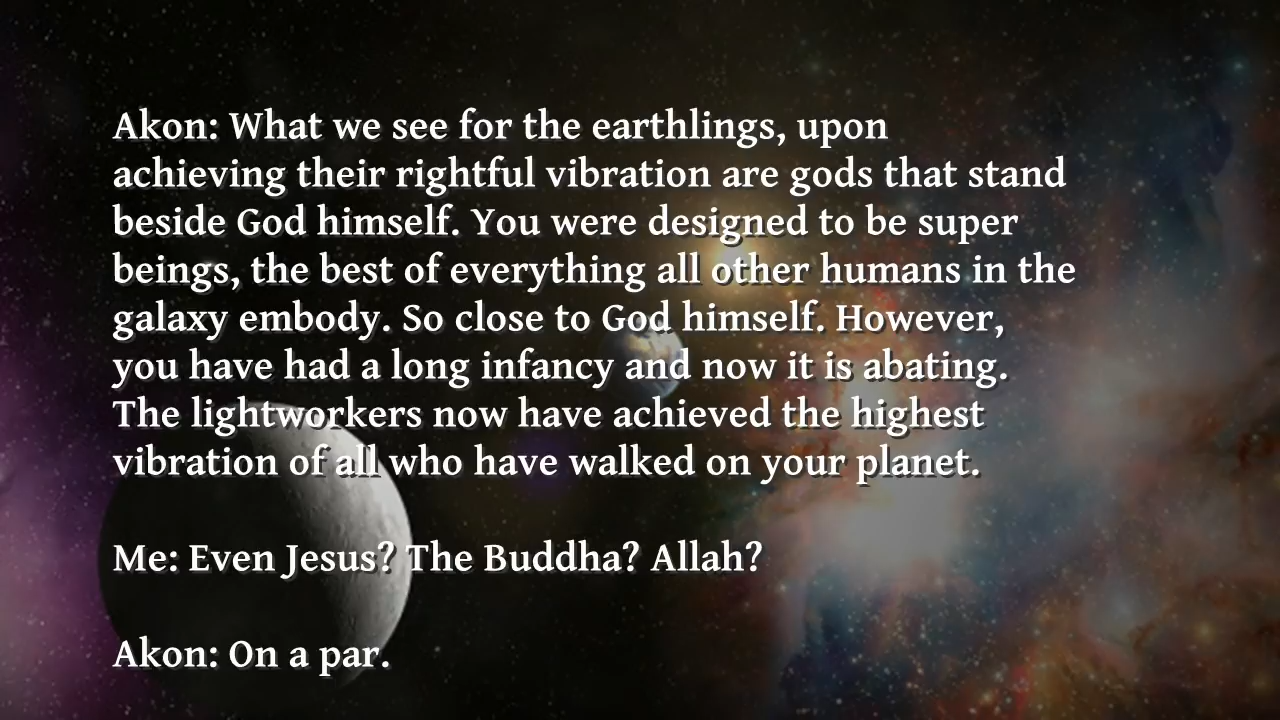 Akon: What we see for the earthlings, upon
achieving their rightful vibration are gods that stand
beside God himself. You were designed to be super
beings, the best of everything all other humans in the
galaxy embody. So close to God himself. However,
you have had a long infancy and now it is abating.
The lightworkers now have achieved the highest
vibration of all who have walked on your planet.
Me: Even Jesus? The Buddha? Allah?
Akon: On a par.